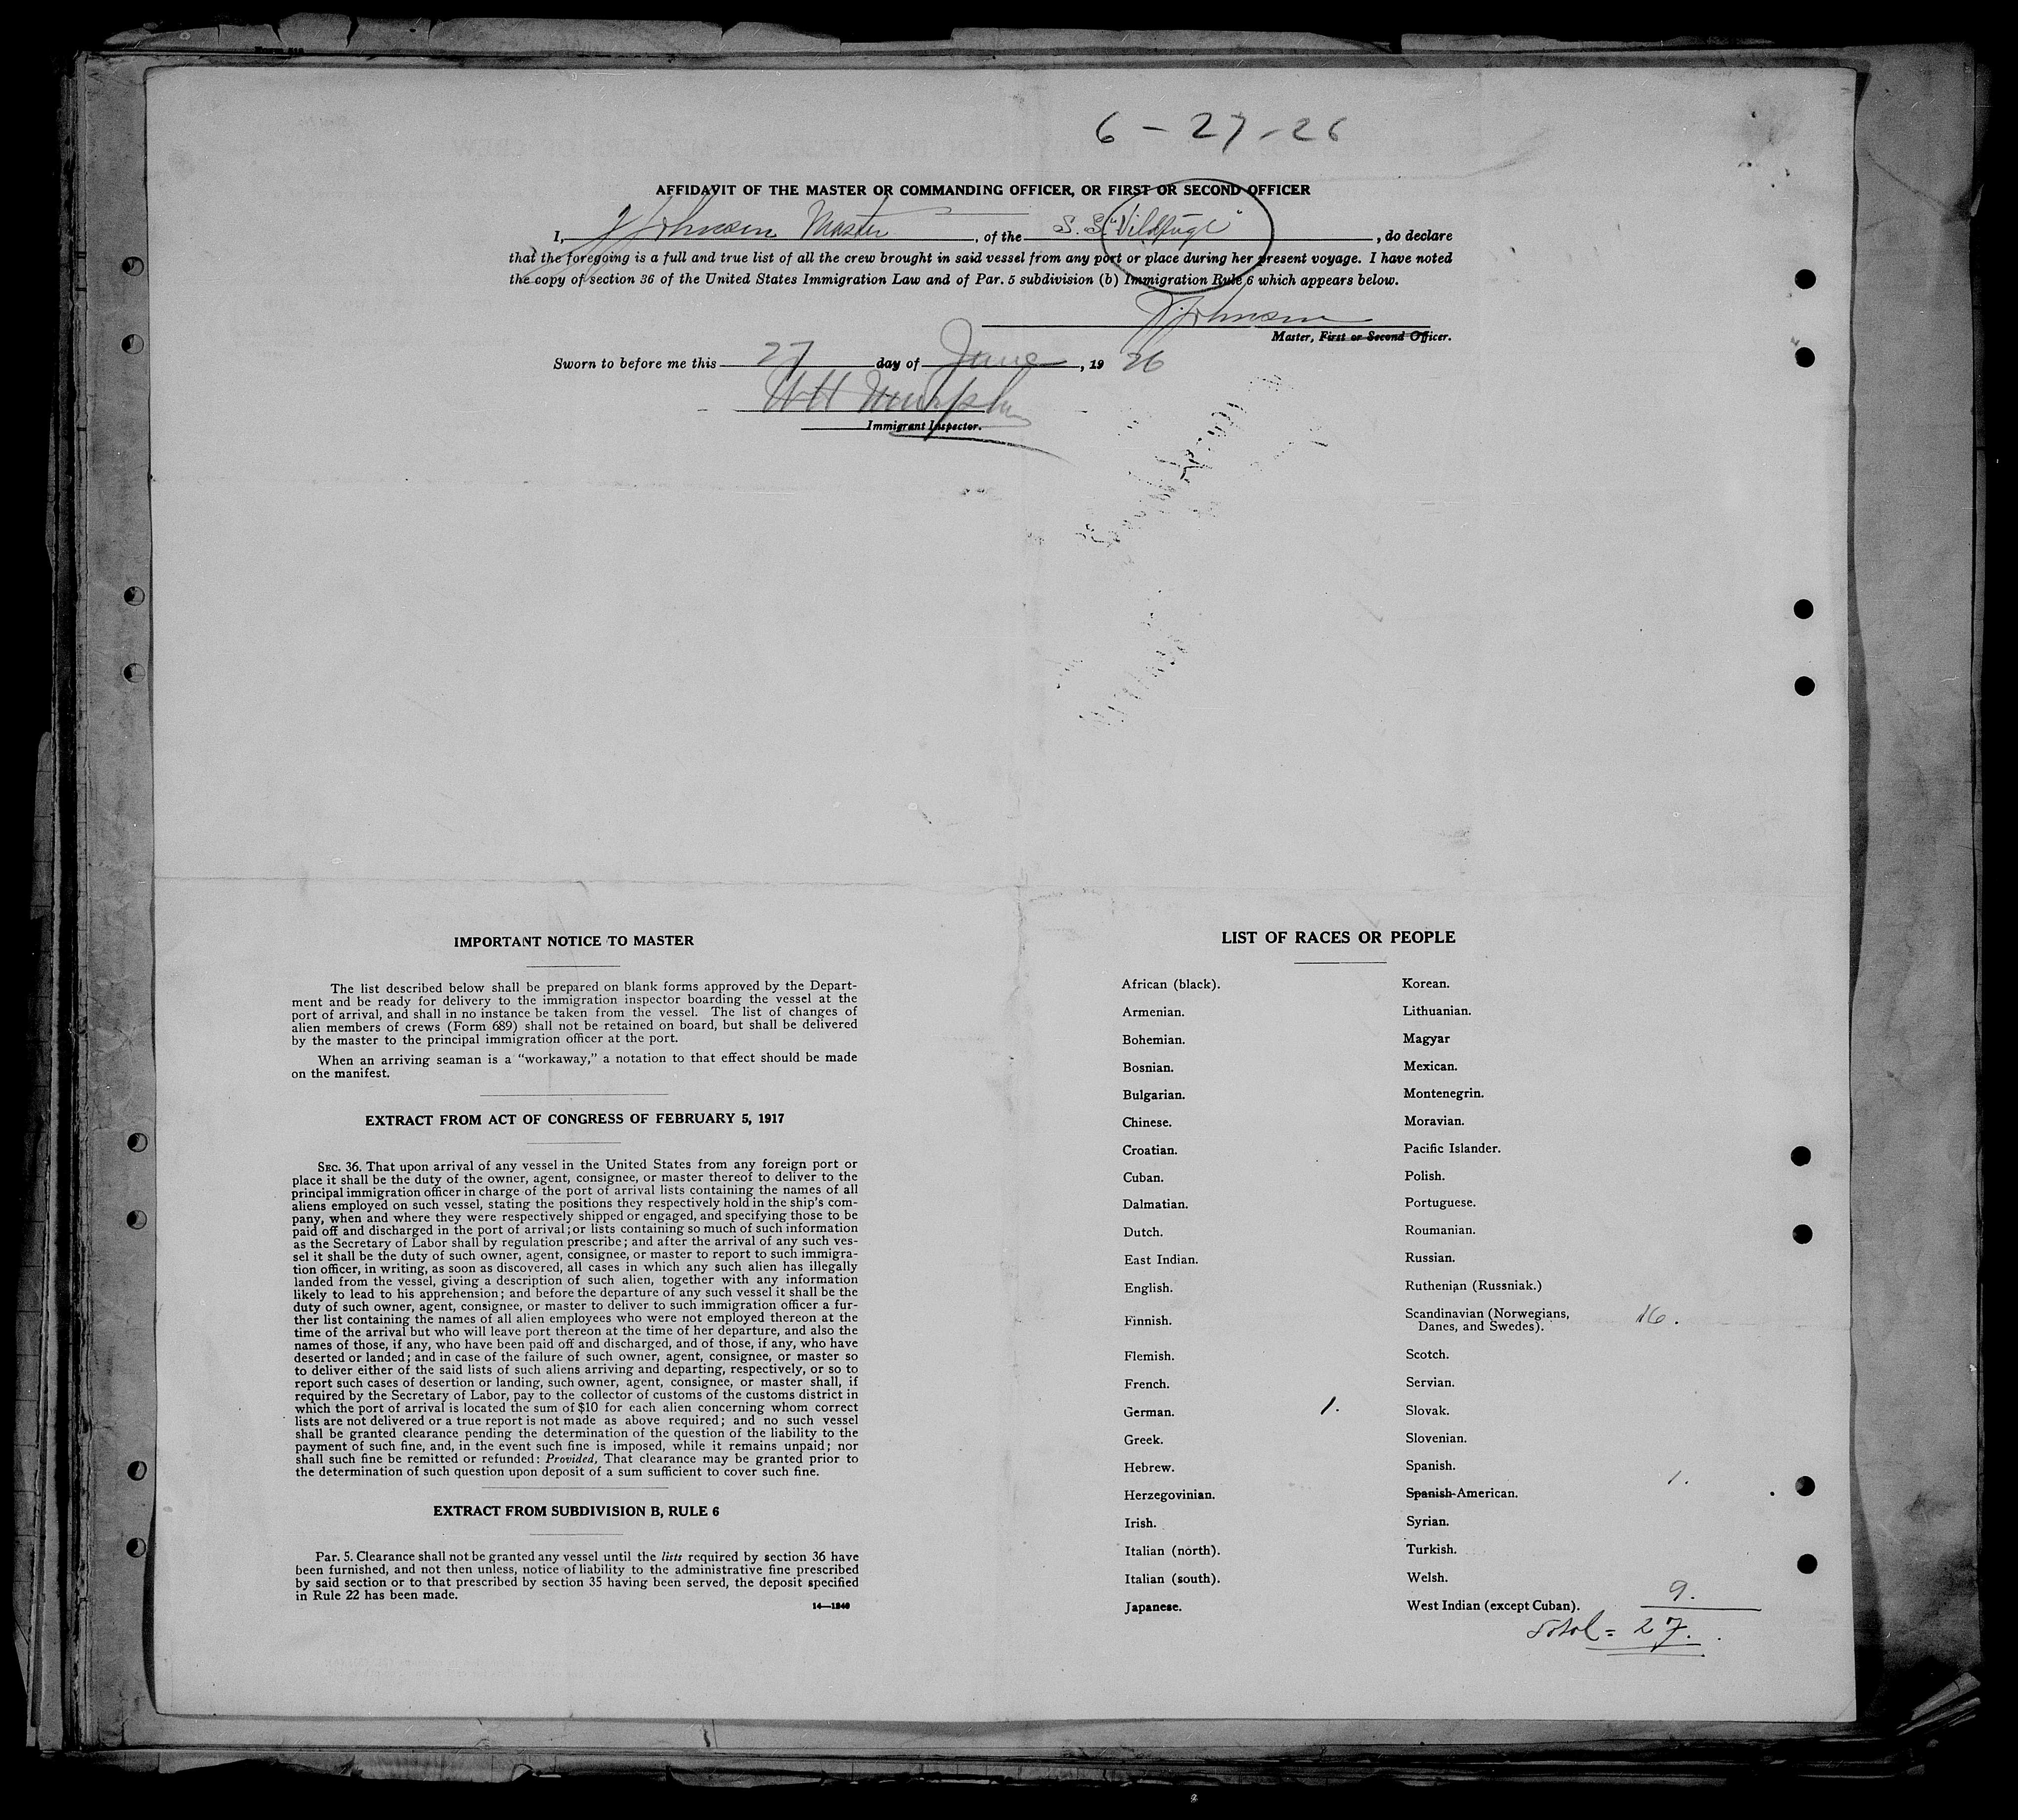 6 - 27 - 26
AFFIDAVIT OF THE MASTER OR COMMANDING OFFICER, OR FIRST OR SECOND OFFICER
I, J Johnsen Master, of the S.S. "Vildfugl", do declare
that the foregoing is a full and true list of all the crew brought in said vessel from any port or place during her present voyage. I have noted
the copy of section 36 of the United States Immigration Law and of Par. 5 subdivision (b) Immigration Rule 6 which appears below.
J. Johnsen
Master, First or Second Officer.
Sworn to before me this 27 day of June, 19 26
WH Murphy
Immigrant Inspector.
IMPORTANT NOTICE TO MASTER
The list described below shall be prepared on blank forms approved by the Depart-
ment and be ready for delivery to the immigration inspector boarding the vessel at the
port of arrival, and shall in no instance be taken from the vessel. The list of changes of
alien members of crews (Form 689) shall not be retained on board, but shall be delivered
by the master to the principal immigration officer at the port.
When an arriving seaman is a "workaway," a notation to that effect should be made
on the manifest.
EXTRACT FROM ACT OF CONGRESS OF FEBRUARY 5, 1917
SEC. 36. That upon arrival of any vessel in the United States from any foreign port or
place it shall be the duty of the owner, agent, consignee, or master thereof to deliver to the
principal immigration officer in charge of the port of arrival lists containing the names of all
aliens employed on such vessel, stating the positions they respectively hold in the ship's com-
pany, when and where they were respectively shipped or engaged, and specifying those to be
paid off and discharged in the port of arrival; or lists containing so much of such information
as the Secretary of Labor shall by regulation prescribe; and after the arrival of any such ves-
sel it shall be the duty of such owner, agent, consignee, or master to report to such immigra-
tion officer, in writing, as soon as discovered, all cases in which any such alien has illegally
landed from the vessel, giving a description of such alien, together with any information
likely to lead to his apprehension; and before the departure of any such vessel it shall be the
duty of such owner, agent, consignee, or master to deliver to such immigration officer a fur-
ther list containing the names of all alien employees who were not employed thereon at the
time of the arrival but who will leave port thereon at the time of her departure, and also the
names of those, if any, who have been paid off and discharged, and of those, if any, who have
deserted or landed; and in case of the failure of such owner, agent, consignee, or master so
to deliver either of the said lists of such aliens arriving and departing, respectively, or so to
report such cases of desertion or landing, such owner, agent, consignee, or master shall, if
required by the Secretary of Labor, pay to the collector of customs of the customs district in
which the port of arrival is located the sum of $10 for each alien concerning whom correct
lists are not delivered or a true report is not made as above required; and no such vessel
shall be granted clearance pending the determination of the question of the liability to the
payment of such fine, and, in the event such fine is imposed, while it remains unpaid; nor
shall such fine be remitted or refunded: Provided, That clearance may be granted prior to
the determination of such question upon deposit of a sum sufficient to cover such fine.
EXTRACT FROM SUBDIVISION B, RULE 6
Par. 5. Clearance shall not be granted any vessel until the lists required by section 36 have
been furnished, and not then unless, notice of liability to the administrative fine prescribed
by said section or to that prescribed by section 35 having been served, the deposit specified
in Rule 22 has been made.
14—1240
LIST OF RACES OR PEOPLE
African (black).
Armenian.
Bohemian.
Bosnian.
Bulgarian.
Chinese.
Croatian.
Cuban.
Dalmatian.
Dutch.
East Indian.
English.
Finnish.
Flemish.
French.
German. 1.
Greek.
Hebrew.
Herzegovinian.
Irish.
Italian (north).
Italian (south).
Japanese.
Korean.
Lithuanian.
Magyar
Mexican.
Montenegrin.
Moravian.
Pacific Islander.
Polish.
Portuguese.
Roumanian.
Russian.
Ruthenian (Russniak.)
Scandinavian (Norwegians, 16.
Danes, and Swedes).
Scotch.
Servian.
Slovak.
Slovenian.
Spanish.
Spanish-American. 1.
Syrian.
Turkish.
Welsh.
West Indian (except Cuban). 9.
Total = 27.